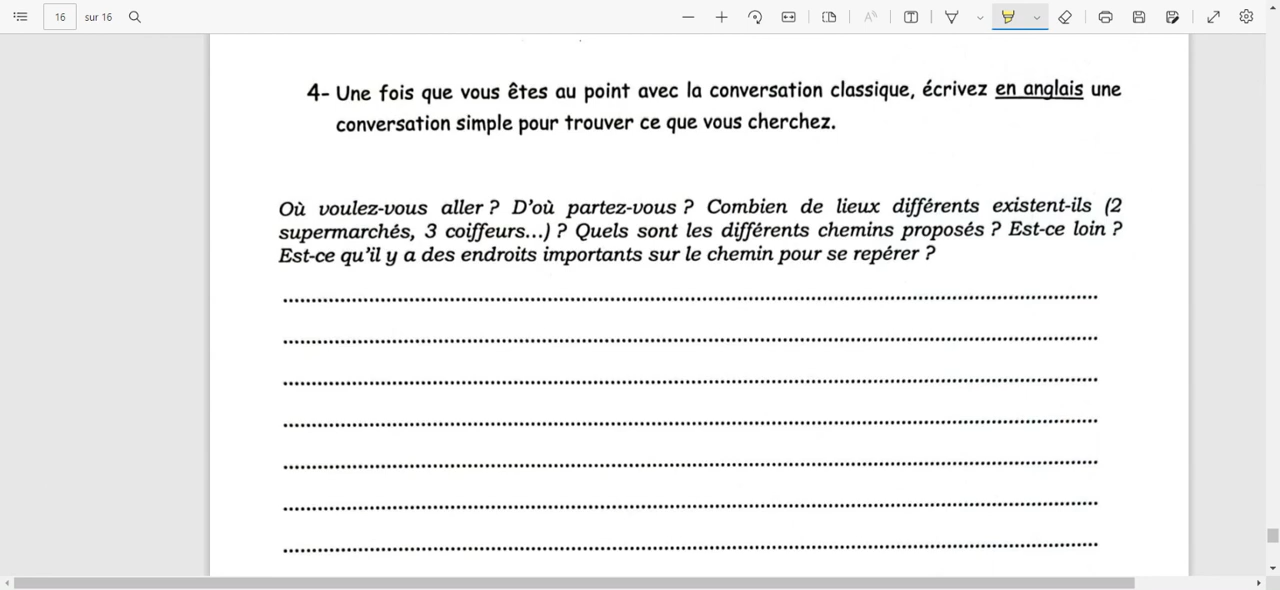 16 sur 16
4- Une fois que vous êtes au point avec la conversation classique, écrivez en anglais une
conversation simple pour trouver ce que vous cherchez.
Où voulez-vous aller ? D'où partez-vous ? Combien de lieux différents existent-ils (2
supermarchés, 3 coiffeurs...) ? Quels sont les différents chemins proposés ? Est-ce loin ?
Est-ce qu'il y a des endroits importants sur le chemin pour se repérer ?